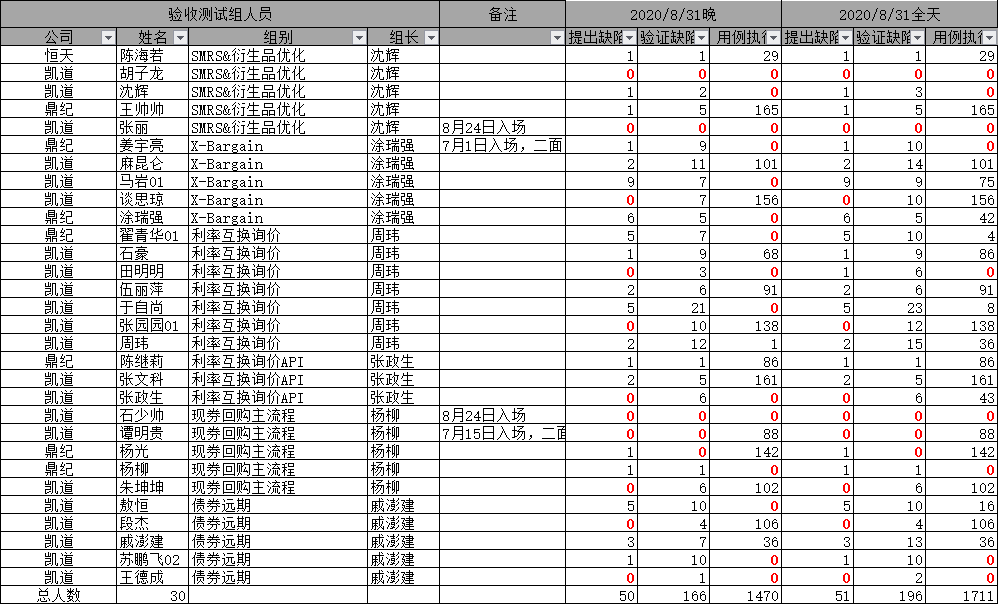 验收测试组人员 备注 2020/8/31晚 2020/8/31全天
公司 姓名 组别 组长 提出缺陷 验证缺陷 用例执行 提出缺陷 验证缺陷 用例执行
恒天 陈海若 SMRS&衍生品优化 沈辉 1 1 29 1 1 29
凯道 胡子龙 SMRS&衍生品优化 沈辉 0 0 0 0 0 0
凯道 沈辉 SMRS&衍生品优化 沈辉 1 2 0 1 3 0
鼎纪 王帅帅 SMRS&衍生品优化 沈辉 1 5 165 1 5 165
凯道 张丽 SMRS&衍生品优化 沈辉 8月24日入场 0 0 0 0 0 0
鼎纪 姜宇亮 X-Bargain 涂瑞强 7月1日入场，二面 1 9 0 1 10 0
凯道 麻昆仑 X-Bargain 涂瑞强 2 11 101 2 14 101
凯道 马岩01 X-Bargain 涂瑞强 9 7 0 9 9 75
凯道 谈思琼 X-Bargain 涂瑞强 0 7 156 0 10 156
鼎纪 涂瑞强 X-Bargain 涂瑞强 6 5 0 6 5 42
鼎纪 翟青华01 利率互换询价 周玮 5 7 0 5 10 4
凯道 石豪 利率互换询价 周玮 1 9 68 1 9 86
凯道 田明明 利率互换询价 周玮 0 3 0 1 6 0
凯道 伍丽萍 利率互换询价 周玮 2 6 91 2 6 91
凯道 于自尚 利率互换询价 周玮 5 21 0 5 23 8
凯道 张园园01 利率互换询价 周玮 0 10 138 0 12 138
凯道 周玮 利率互换询价 周玮 2 12 1 2 15 36
鼎纪 陈继莉 利率互换询价API 张政生 1 1 86 1 1 86
凯道 张文科 利率互换询价API 张政生 2 5 161 2 5 161
凯道 张政生 利率互换询价API 张政生 0 6 0 0 6 43
凯道 石少帅 现券回购主流程 杨柳 8月24日入场 0 0 0 0 0 0
凯道 谭明贵 现券回购主流程 杨柳 7月15日入场，二面 0 0 88 0 0 88
鼎纪 杨光 现券回购主流程 杨柳 1 0 142 1 0 142
鼎纪 杨柳 现券回购主流程 杨柳 1 1 0 1 1 0
凯道 朱坤坤 现券回购主流程 杨柳 0 6 102 0 6 102
凯道 敖恒 债券远期 戚澎建 5 10 0 5 10 16
凯道 段杰 债券远期 戚澎建 0 4 106 0 4 106
凯道 戚澎建 债券远期 戚澎建 3 7 36 3 13 36
凯道 苏鹏飞02 债券远期 戚澎建 1 10 0 1 10 0
凯道 王德成 债券远期 戚澎建 0 1 0 0 2 0
总人数 30 50 166 1470 51 196 1711